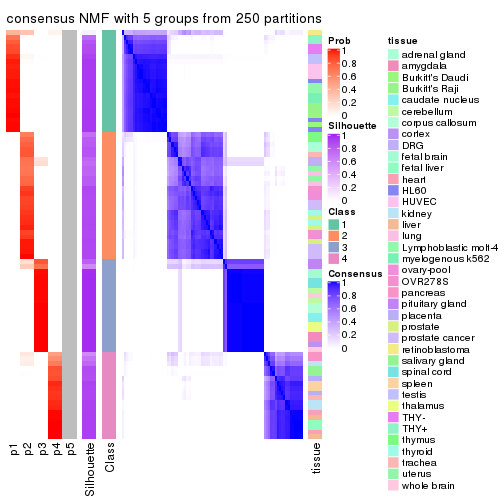 consensus NMF with 5 groups from 250 partitions
Prob
1
0.8
0.6
0.4
0.2
0
Silhouette
1
0.8
0.6
0.4
0.2
0
Class
1
2
3
4
Consensus
1
0.8
0.6
0.4
0.2
0
tissue
adrenal gland
amygdala
Burkitt's Daudi
Burkitt's Raji
caudate nucleus
cerebellum
corpus callosum
cortex
DRG
fetal brain
fetal liver
heart
HL60
HUVEC
kidney
liver
lung
Lymphoblastic molt-4
myelogenous k562
ovary-pool
OVR278S
pancreas
pituitary gland
placenta
prostate
prostate cancer
retinoblastoma
salivary gland
spinal cord
spleen
testis
thalamus
THY-
THY+
thymus
thyroid
trachea
uterus
whole brain
p1
p2
p3
p4
p5
Silhouette
Class
tissue